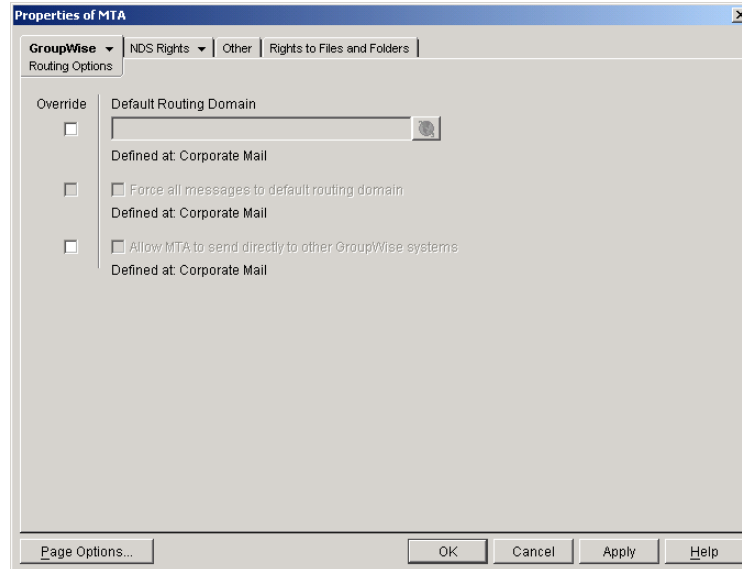 Properties of MTA
GroupWise NDS Rights Other Rights to Files and Folders
Routing Options
Override Default Routing Domain
Defined at: Corporate Mail
Force all messages to default routing domain
Defined at: Corporate Mail
Allow MTA to send directly to other GroupWise systems
Defined at: Corporate Mail
Page Options... OK Cancel Apply Help